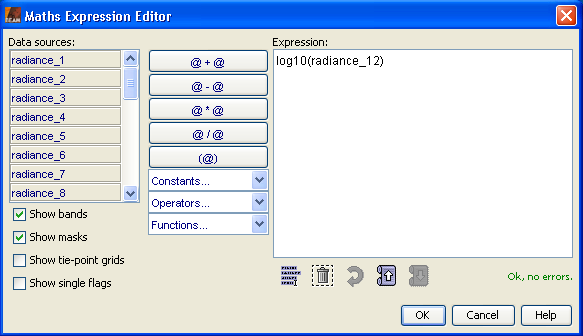 Maths Expression Editor
Data sources:
radiance_1
radiance_2
radiance_3
radiance_4
radiance_5
radiance_6
radiance_7
radiance_8
Show bands
Show masks
Show tie-point grids
Show single flags
@ + @
@ - @
@ * @
@ / @
(@)
Constants...
Operators...
Functions...
Expression:
log10(radiance_12)
Ok, no errors.
OK
Cancel
Help